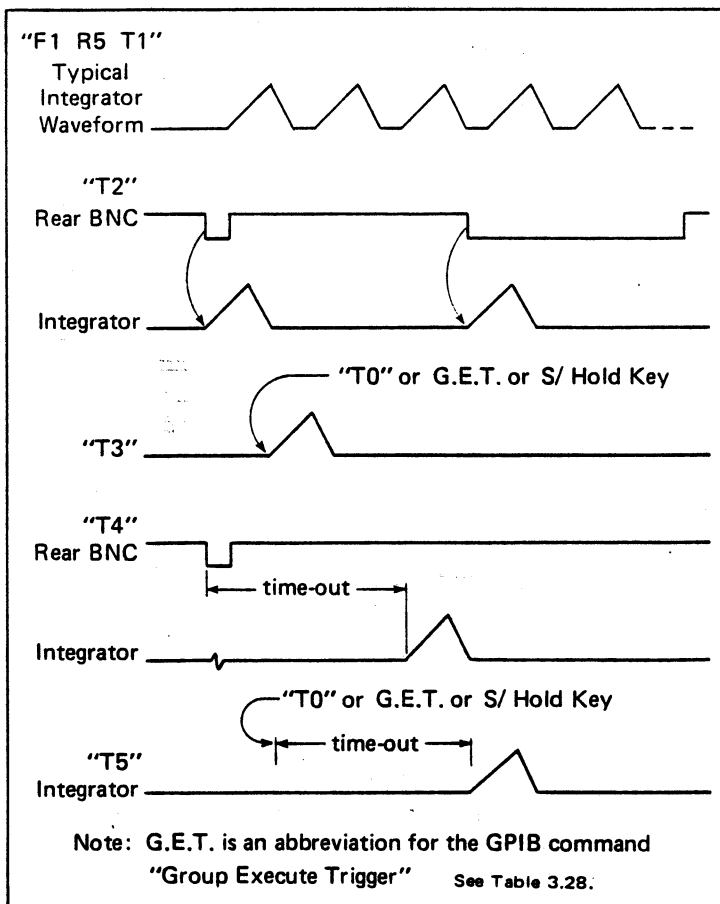 "F1 R5 T1"
Typical
Integrator
Waveform
"T2"
Rear BNC
Integrator
"T0" or G.E.T. or S/ Hold Key
"T3"
"T4"
Rear BNC
time-out
Integrator
"T0" or G.E.T. or S/ Hold Key
time-out
"T5"
Integrator
Note: G.E.T. is an abbreviation for the GPIB command
"Group Execute Trigger" See Table 3.28.